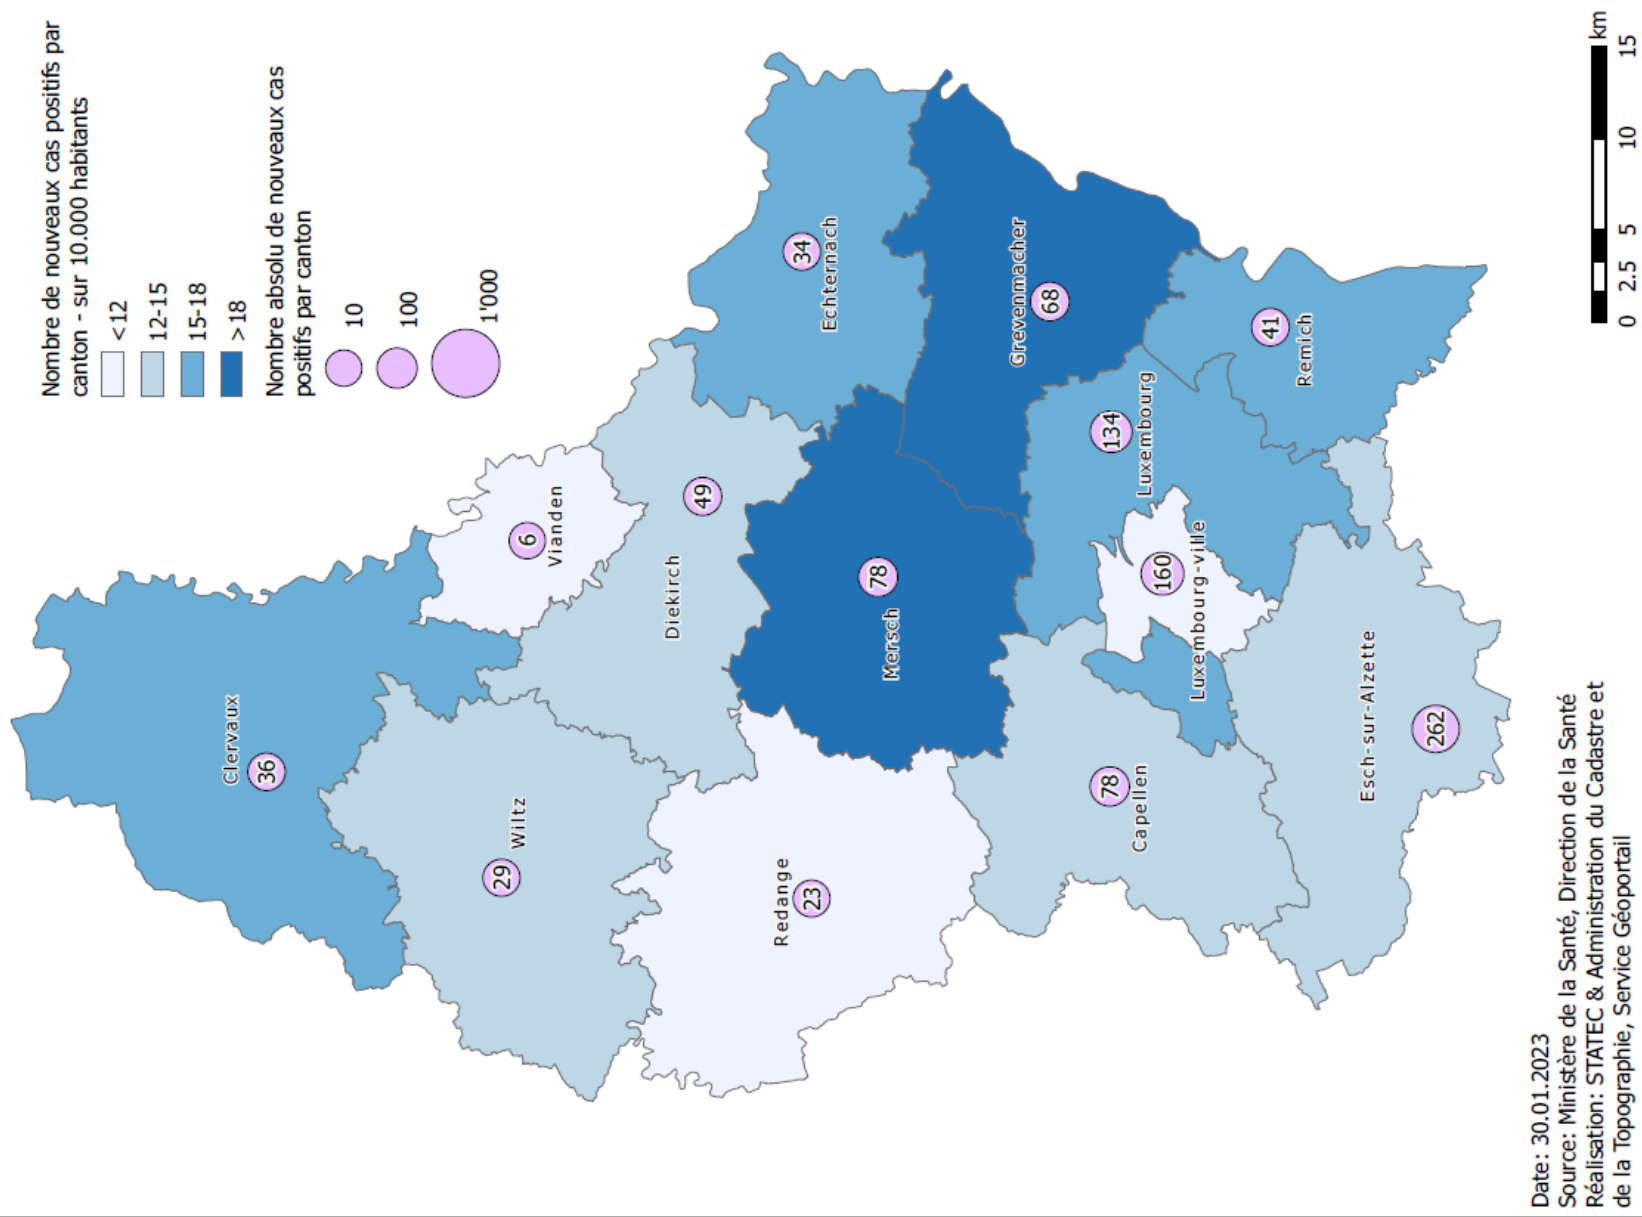 Nombre de nouveaux cas positifs par
canton - sur 10.000 habitants
<12
12-15
15-18
>18
Nombre absolu de nouveaux cas
positifs par canton
10
100
1'000
Clervaux
36
Wiltz
29
Vianden
6
Diekirch
49
Echternach
34
Redange
23
Mersch
78
Grevenmacher
68
Capellen
78
Luxembourg
134
Luxembourg-ville
160
Remich
41
Esch-sur-Alzette
262
Date: 30.01.2023
Source: Ministère de la Santé, Direction de la Santé
Réalisation: STATEC & Administration du Cadastre et
de la Topographie, Service Géoportail
0 2.5 5 10 15 km